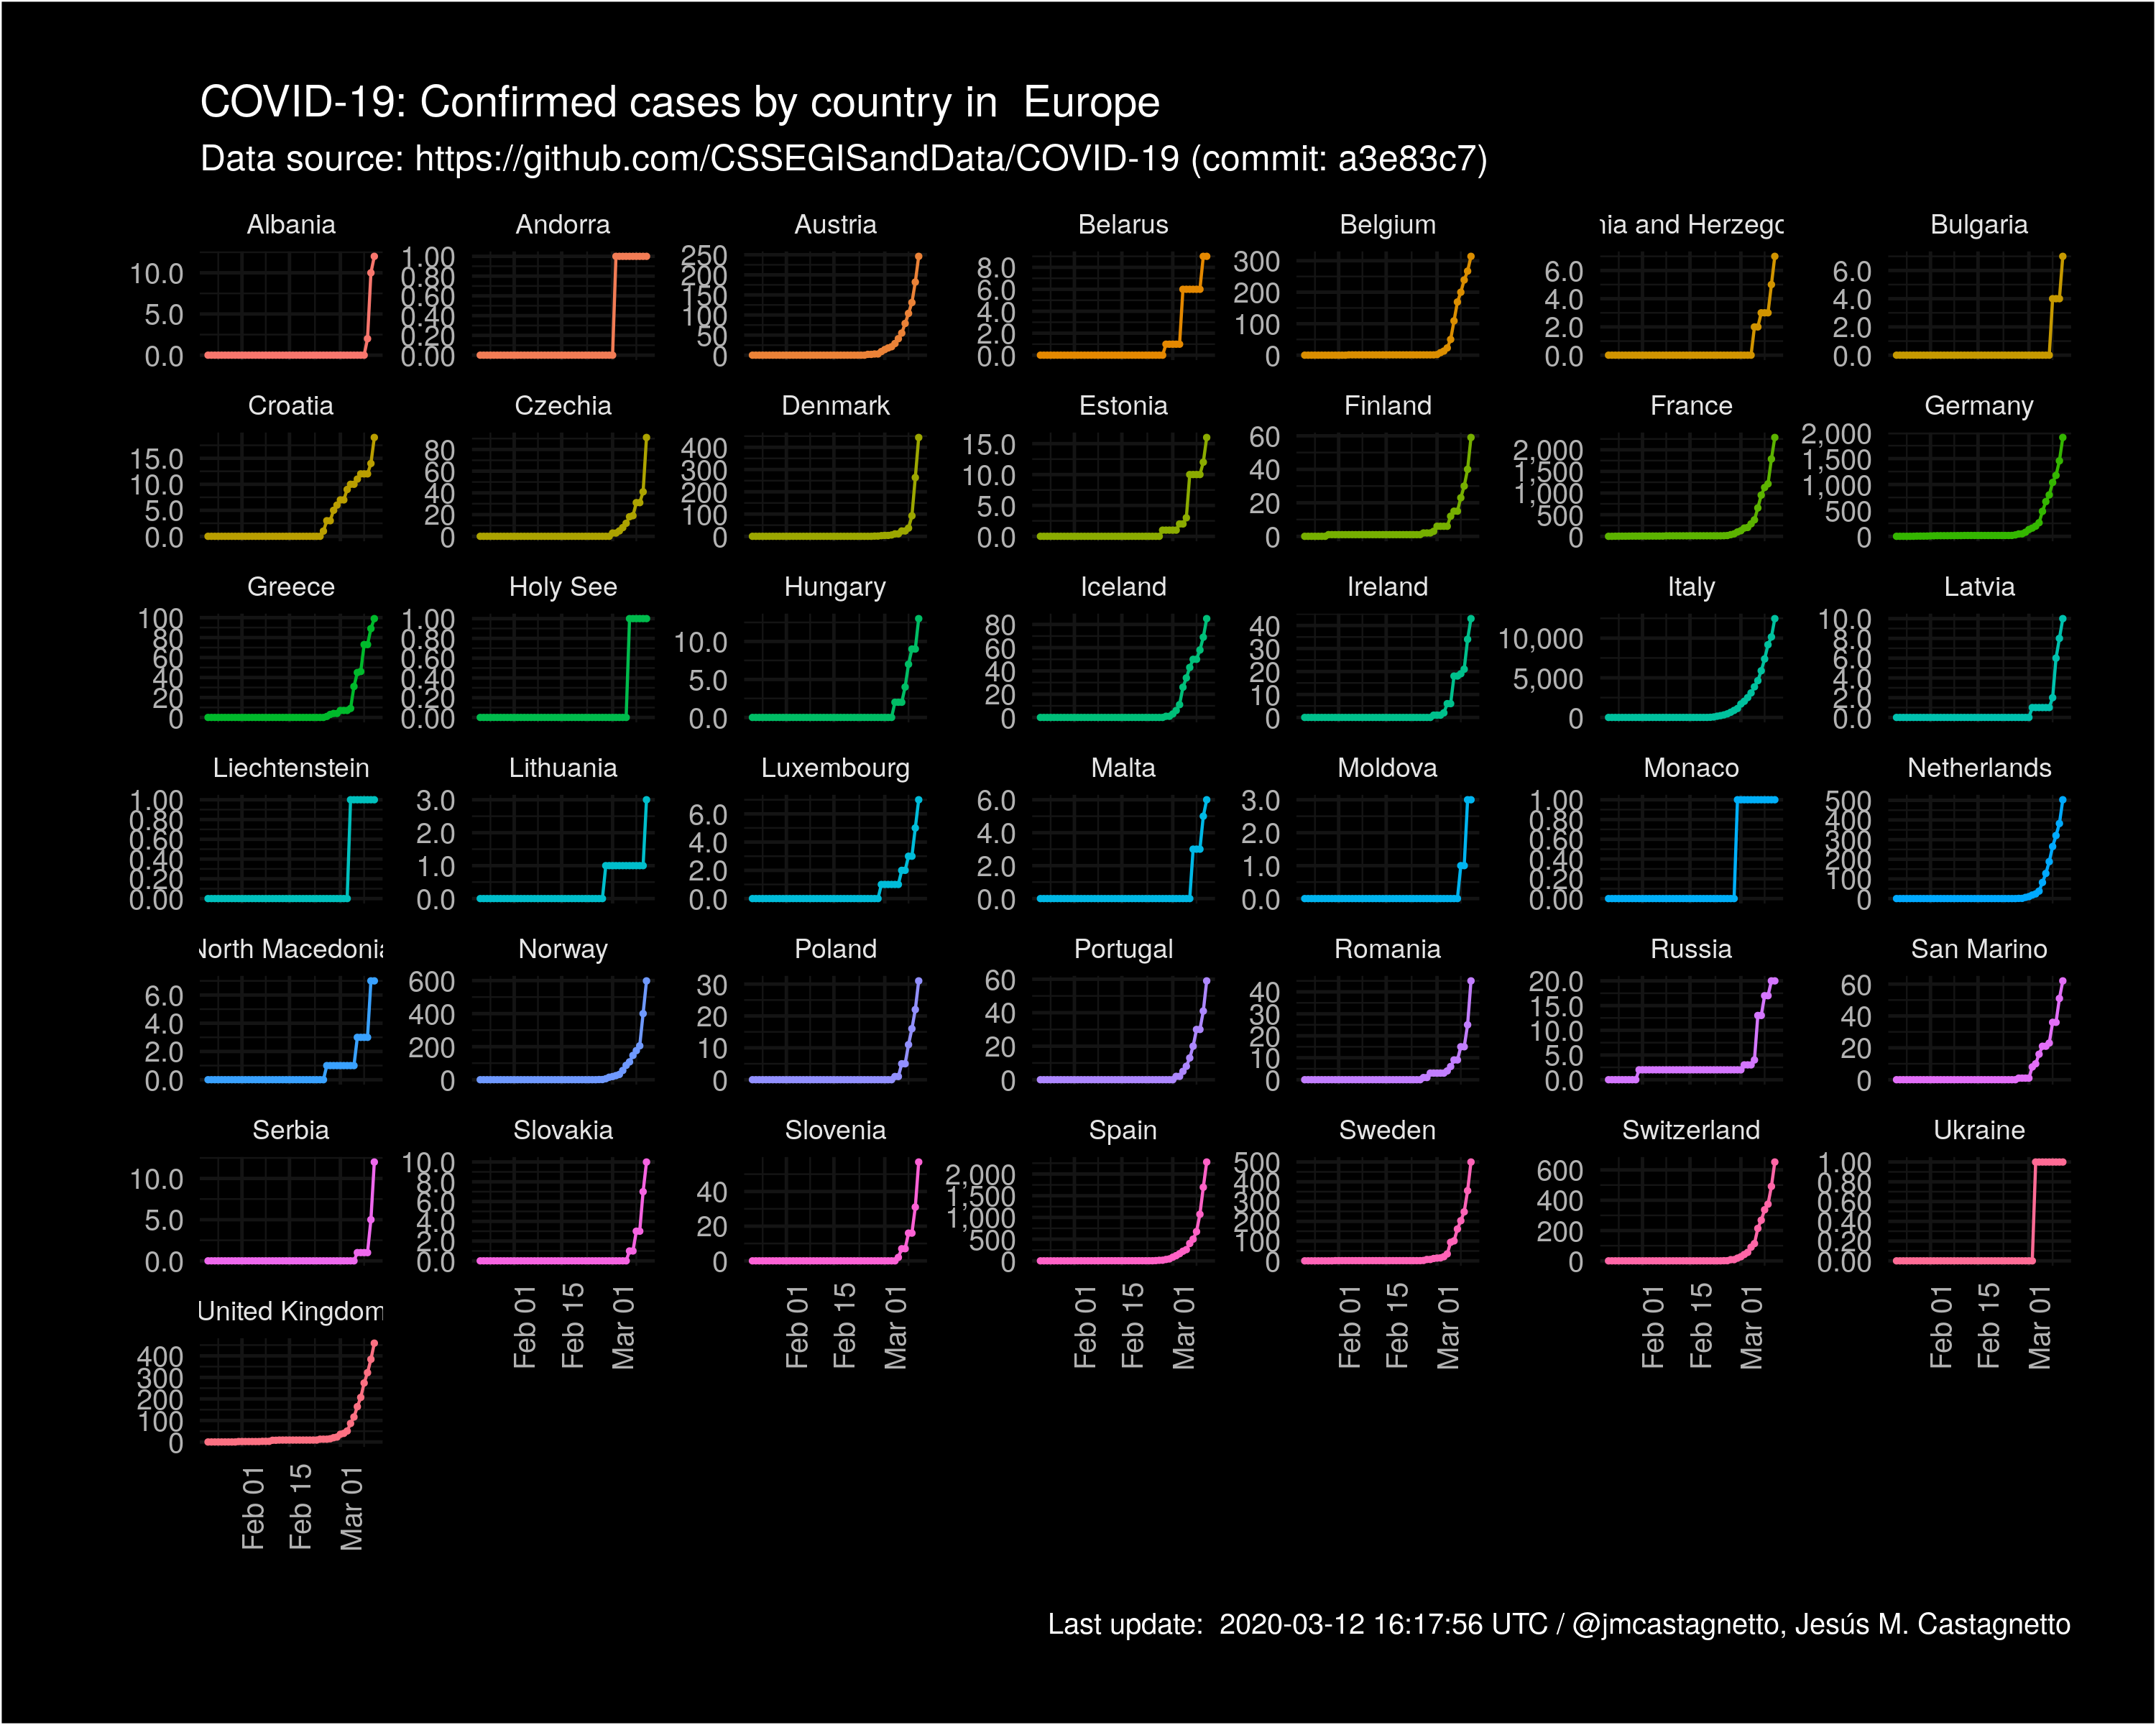 COVID-19: Confirmed cases by country in  Europe
Data source: https://github.com/CSSEGISandData/COVID-19 (commit: a3e83c7)
Albania Andorra Austria Belarus Belgium nia and Herzego Bulgaria
10.0 5.0 0.0
1.00 0.80 0.60 0.40 0.20 0.00
250 200 150 100 50 0
8.0 6.0 4.0 2.0 0.0
300 200 100 0
6.0 4.0 2.0 0.0
6.0 4.0 2.0 0.0
Croatia Czechia Denmark Estonia Finland France Germany
15.0 10.0 5.0 0.0
80 60 40 20 0
400 300 200 100 0
15.0 10.0 5.0 0.0
60 40 20 0
2,000 1,500 1,000 500 0
2,000 1,500 1,000 500 0
Greece Holy See Hungary Iceland Ireland Italy Latvia
100 80 60 40 20 0
1.00 0.80 0.60 0.40 0.20 0.00
10.0 5.0 0.0
80 60 40 20 0
40 30 20 10 0
10,000 5,000 0
10.0 8.0 6.0 4.0 2.0 0.0
Liechtenstein Lithuania Luxembourg Malta Moldova Monaco Netherlands
1.00 0.80 0.60 0.40 0.20 0.00
3.0 2.0 1.0 0.0
6.0 4.0 2.0 0.0
6.0 4.0 2.0 0.0
3.0 2.0 1.0 0.0
1.00 0.80 0.60 0.40 0.20 0.00
500 400 300 200 100 0
North Macedonia Norway Poland Portugal Romania Russia San Marino
6.0 4.0 2.0 0.0
600 400 200 0
30 20 10 0
60 40 20 0
40 30 20 10 0
20.0 15.0 10.0 5.0 0.0
60 40 20 0
Serbia Slovakia Slovenia Spain Sweden Switzerland Ukraine
10.0 5.0 0.0
10.0 8.0 6.0 4.0 2.0 0.0
40 20 0
2,000 1,500 1,000 500 0
500 400 300 200 100 0
600 400 200 0
1.00 0.80 0.60 0.40 0.20 0.00
Feb 01 Feb 15 Mar 01 Feb 01 Feb 15 Mar 01 Feb 01 Feb 15 Mar 01 Feb 01 Feb 15 Mar 01 Feb 01 Feb 15 Mar 01 Feb 01 Feb 15 Mar 01
United Kingdom
400 300 200 100 0
Feb 01 Feb 15 Mar 01
Last update:  2020-03-12 16:17:56 UTC / @jmcastagnetto, Jesús M. Castagnetto